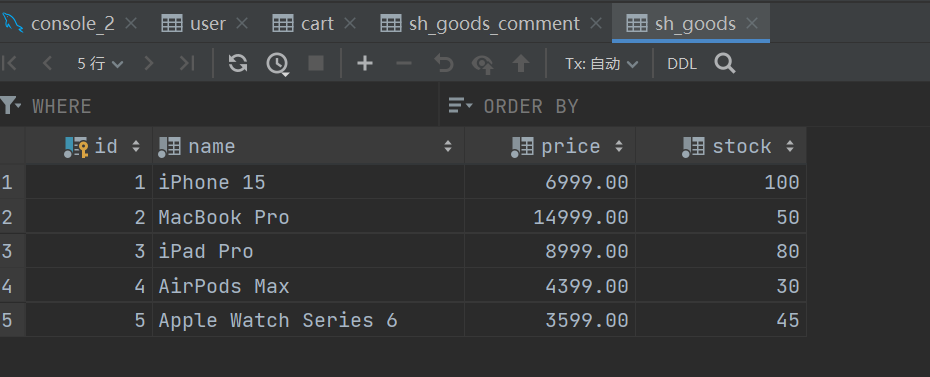 console_2 user cart sh_goods_comment sh_goods
5 行 Tx: 自动 DDL
WHERE ORDER BY
id name price stock
1 1 iPhone 15 6999.00 100
2 2 MacBook Pro 14999.00 50
3 3 iPad Pro 8999.00 80
4 4 AirPods Max 4399.00 30
5 5 Apple Watch Series 6 3599.00 45